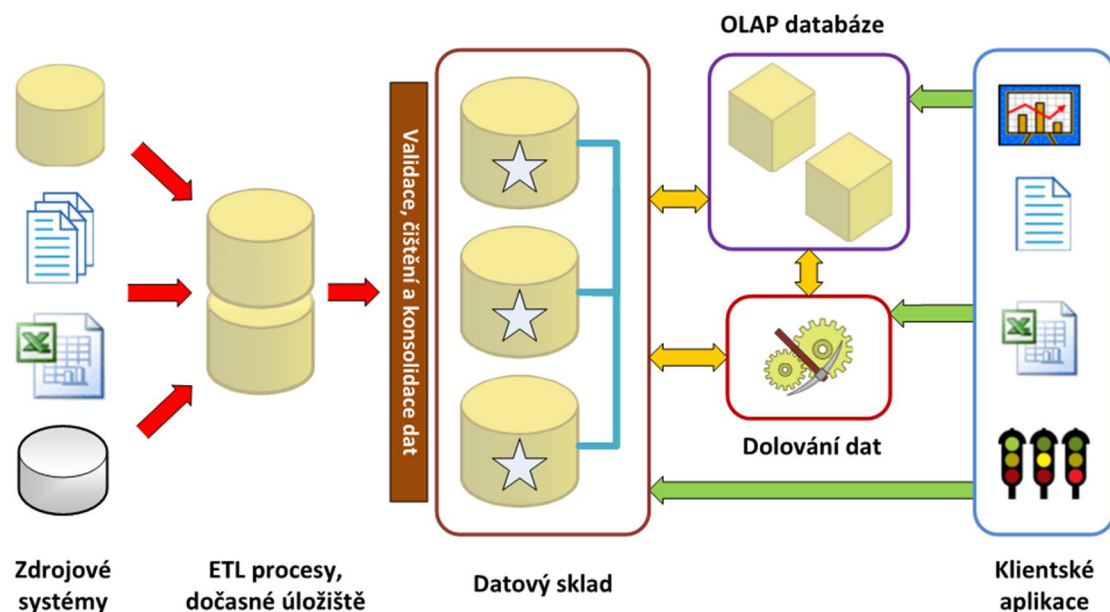 OLAP databáze
Validace, čištění a konsolidace dat
Dolování dat
Zdrojové
systémy
ETL procesy,
dočasné úložiště
Datový sklad
Klientské
aplikace